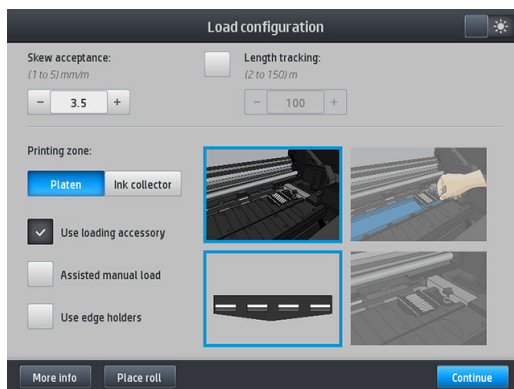 Load configuration
Skew acceptance:
(1 to 5) mm/m
- 3.5 +
Length tracking:
(2 to 150) m
- 100 +
Printing zone:
Platen
Ink collector
Use loading accessory
Assisted manual load
Use edge holders
More info
Place roll
Continue